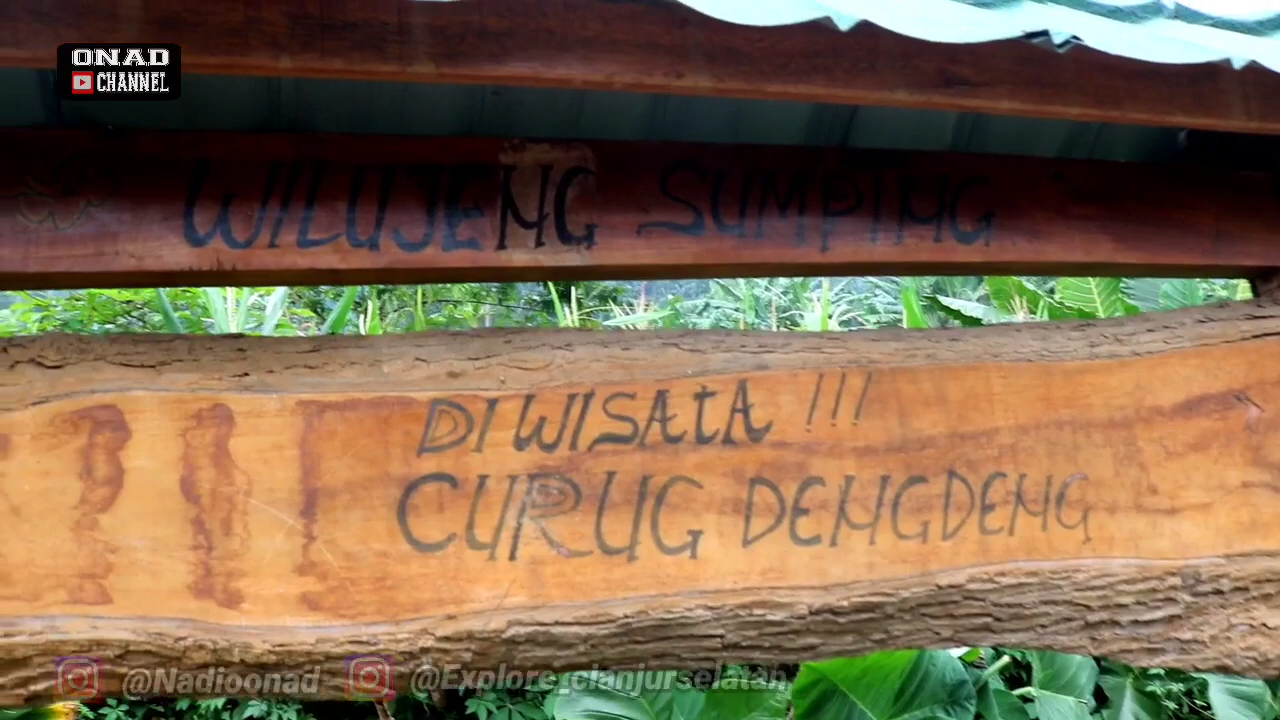 ONAD
CHANNEL
WILUJENG SUMPING
DI WISATA !!!
CURUG DENGDENG
@Nadioonad @Explore_cianjurselatan